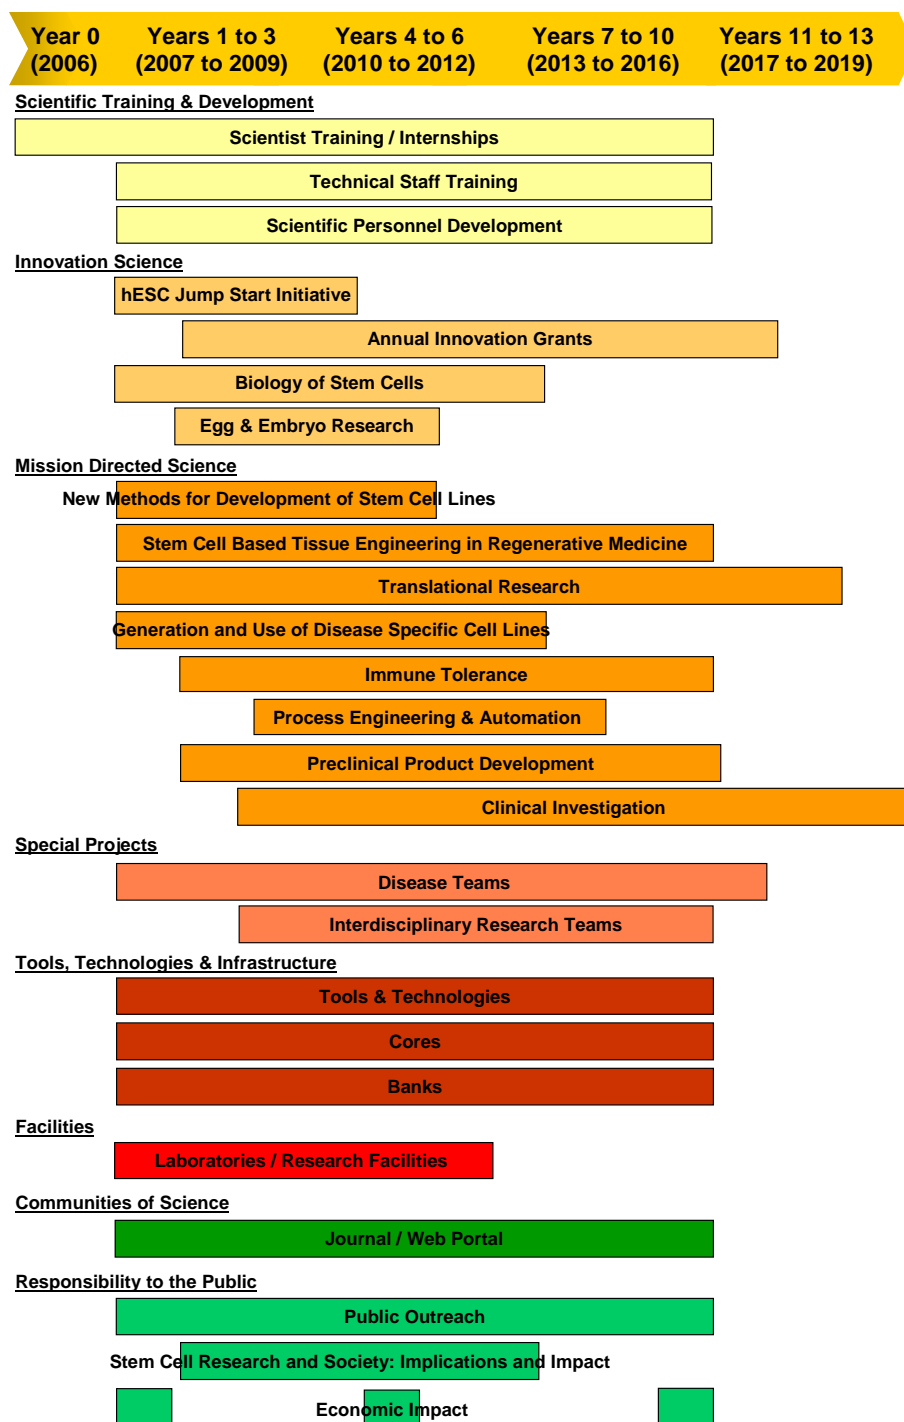 Year 0 Years 1 to 3 Years 4 to 6 Years 7 to 10 Years 11 to 13
(2006) (2007 to 2009) (2010 to 2012) (2013 to 2016) (2017 to 2019)
Scientific Training & Development
Scientist Training / Internships
Technical Staff Training
Scientific Personnel Development
Innovation Science
hESC Jump Start Initiative
Annual Innovation Grants
Biology of Stem Cells
Egg & Embryo Research
Mission Directed Science
New Methods for Development of Stem Cell Lines
Stem Cell Based Tissue Engineering in Regenerative Medicine
Translational Research
Generation and Use of Disease Specific Cell Lines
Immune Tolerance
Process Engineering & Automation
Preclinical Product Development
Clinical Investigation
Special Projects
Disease Teams
Interdisciplinary Research Teams
Tools, Technologies & Infrastructure
Tools & Technologies
Cores
Banks
Facilities
Laboratories / Research Facilities
Communities of Science
Journal / Web Portal
Responsibility to the Public
Public Outreach
Stem Cell Research and Society: Implications and Impact
Economic Impact